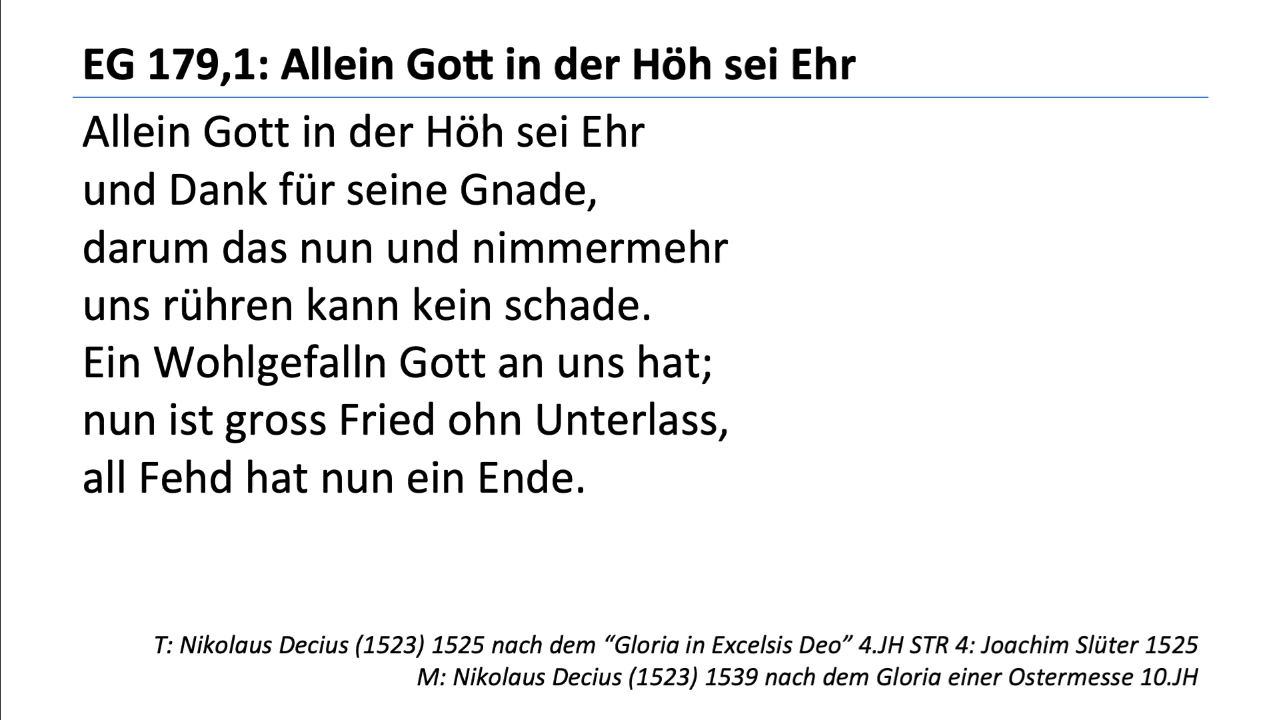 EG 179,1: Allein Gott in der Höh sei Ehr
Allein Gott in der Höh sei Ehr
und Dank für seine Gnade,
darum das nun und nimmermehr
uns rühren kann kein schade.
Ein Wohlgefalln Gott an uns hat;
nun ist gross Fried ohn Unterlass,
all Fehd hat nun ein Ende.
T: Nikolaus Decius (1523) 1525 nach dem “Gloria in Excelsis Deo” 4.JH STR 4: Joachim Slüter 1525
M: Nikolaus Decius (1523) 1539 nach dem Gloria einer Ostermesse 10.JH